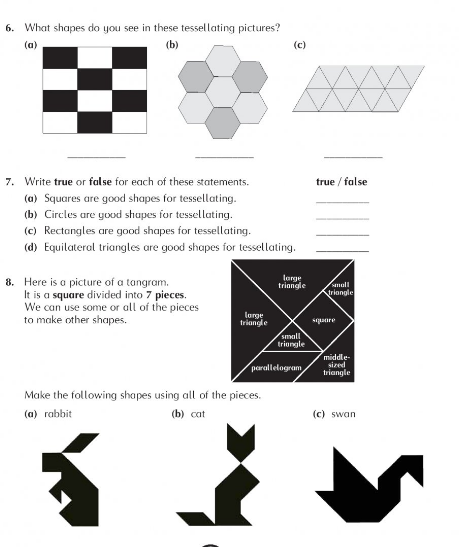 6. What shapes do you see in these tessellating pictures?
(a) (b) (c)
7. Write true or false for each of these statements. true / false
(a) Squares are good shapes for tessellating.
(b) Circles are good shapes for tessellating.
(c) Rectangles are good shapes for tessellating.
(d) Equilateral triangles are good shapes for tessellating.
8. Here is a picture of a tangram.
It is a square divided into 7 pieces.
We can use some or all of the pieces
to make other shapes.
large
triangle
small
triangle
large
triangle
square
small
triangle
parallelogram
middle-
sized
triangle
Make the following shapes using all of the pieces.
(a) rabbit (b) cat (c) swan